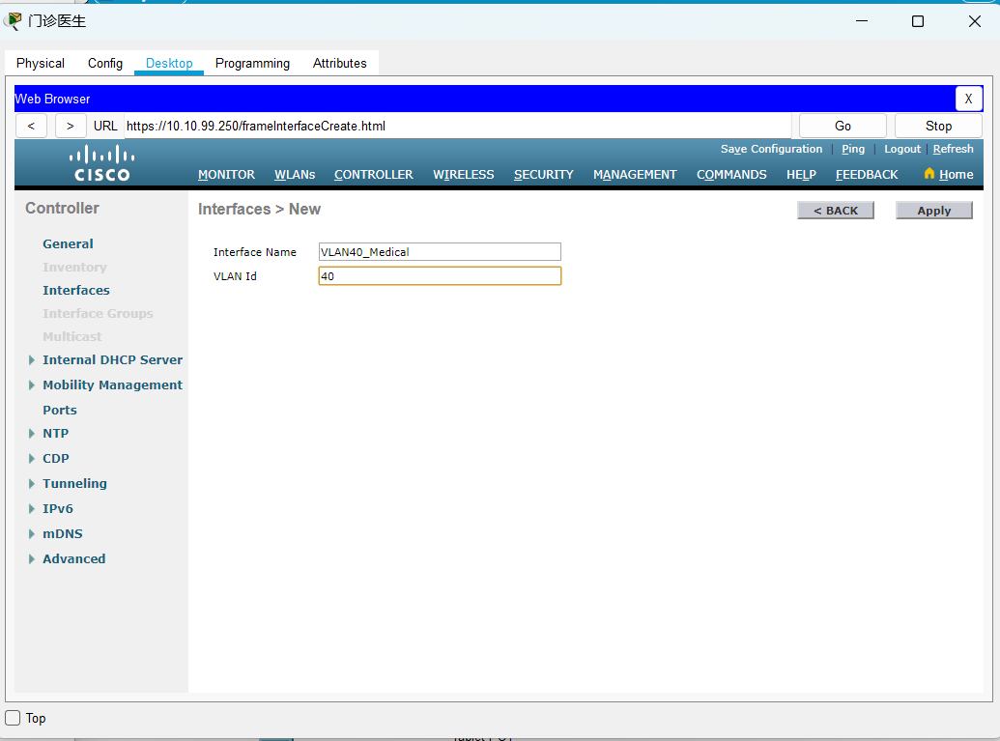 门诊医生
Physical Config Desktop Programming Attributes
Web Browser X
< > URL https://10.10.99.250/frameInterfaceCreate.html Go Stop
Save Configuration | Ping | Logout | Refresh
CISCO MONITOR WLANs CONTROLLER WIRELESS SECURITY MANAGEMENT COMMANDS HELP FEEDBACK Home
Controller
General
Inventory
Interfaces
Interface Groups
Multicast
Internal DHCP Server
Mobility Management
Ports
NTP
CDP
Tunneling
IPv6
mDNS
Advanced
Interfaces > New < BACK Apply
Interface Name VLAN40_Medical
VLAN Id 40
Top